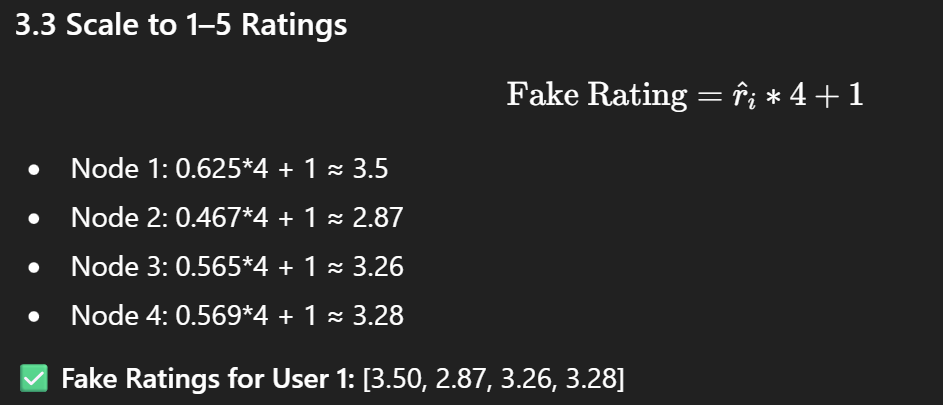 3.3 Scale to 1–5 Ratings
Fake Rating = r̂ᵢ * 4 + 1
• Node 1: 0.625*4 + 1 ≈ 3.5
• Node 2: 0.467*4 + 1 ≈ 2.87
• Node 3: 0.565*4 + 1 ≈ 3.26
• Node 4: 0.569*4 + 1 ≈ 3.28
✅ Fake Ratings for User 1: [3.50, 2.87, 3.26, 3.28]